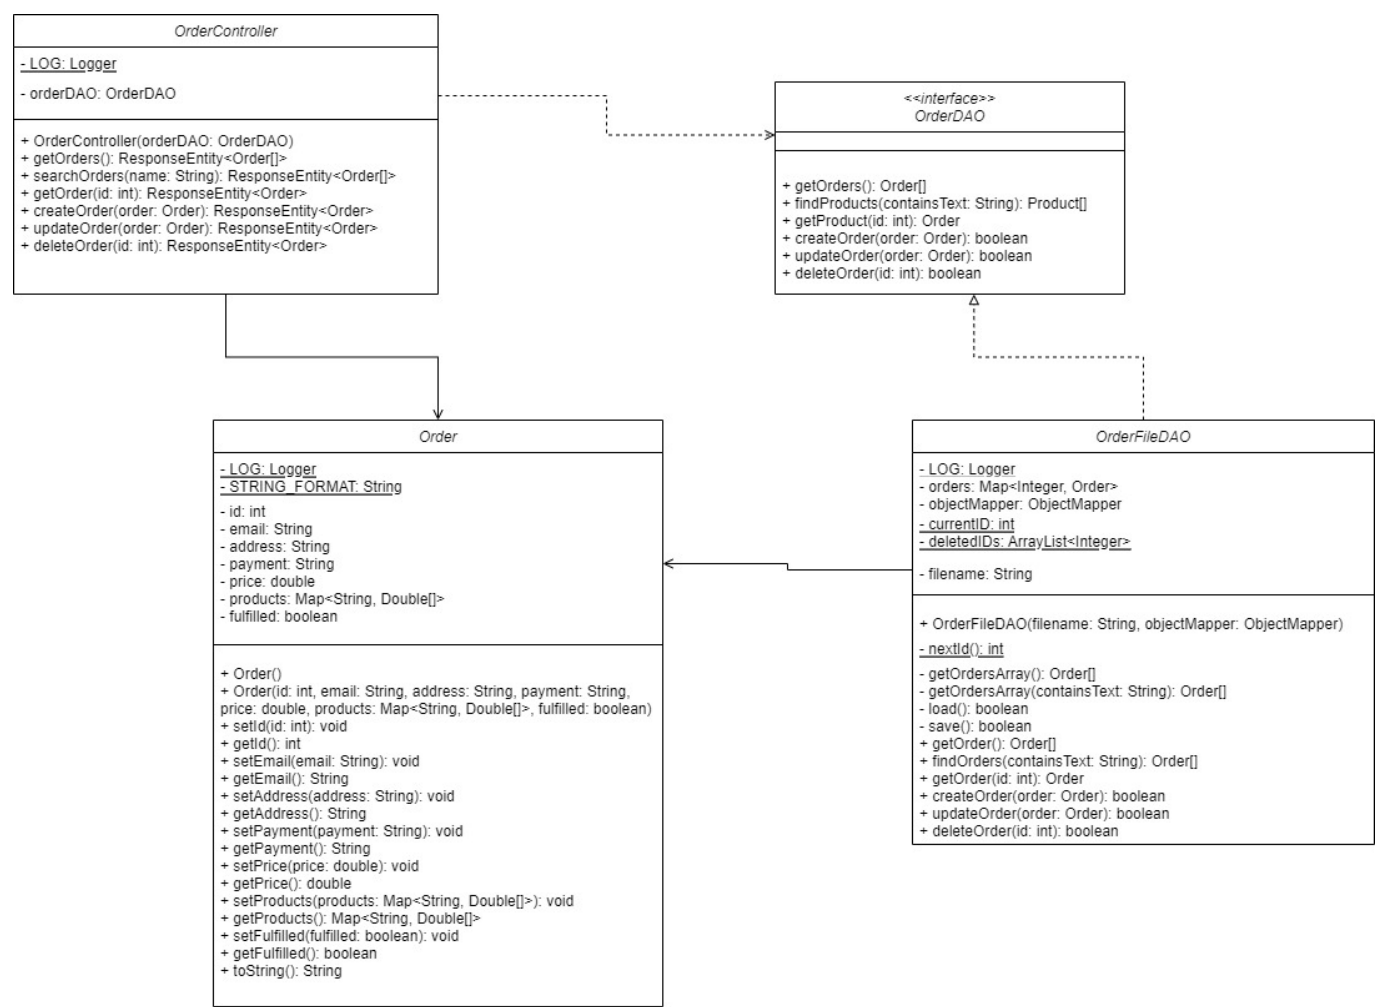 OrderController
- LOG: Logger
- orderDAO: OrderDAO
+ OrderController(orderDAO: OrderDAO)
+ getOrders(): ResponseEntity<Order[]>
+ searchOrders(name: String): ResponseEntity<Order[]>
+ getOrder(id: int): ResponseEntity<Order>
+ createOrder(order: Order): ResponseEntity<Order>
+ updateOrder(order: Order): ResponseEntity<Order>
+ deleteOrder(id: int): ResponseEntity<Order>
<<interface>>
OrderDAO
+ getOrders(): Order[]
+ findProducts(containsText: String): Product[]
+ getProduct(id: int): Order
+ createOrder(order: Order): boolean
+ updateOrder(order: Order): boolean
+ deleteOrder(id: int): boolean
Order
- LOG: Logger
- STRING_FORMAT: String
- id: int
- email: String
- address: String
- payment: String
- price: double
- products: Map<String, Double[]>
- fulfilled: boolean
+ Order()
+ Order(id: int, email: String, address: String, payment: String,
price: double, products: Map<String, Double[]>, fulfilled: boolean)
+ setId(id: int): void
+ getId(): int
+ setEmail(email: String): void
+ getEmail(): String
+ setAddress(address: String): void
+ getAddress(): String
+ setPayment(payment: String): void
+ getPayment(): String
+ setPrice(price: double): void
+ getPrice(): double
+ setProducts(products: Map<String, Double[]>): void
+ getProducts(): Map<String, Double[]>
+ setFulfilled(fulfilled: boolean): void
+ getFulfilled(): boolean
+ toString(): String
OrderFileDAO
- LOG: Logger
- orders: Map<Integer, Order>
- objectMapper: ObjectMapper
- currentID: int
- deletedIDs: ArrayList<Integer>
- filename: String
+ OrderFileDAO(filename: String, objectMapper: ObjectMapper)
- nextId(): int
- getOrdersArray(): Order[]
- getOrdersArray(containsText: String): Order[]
- load(): boolean
- save(): boolean
+ getOrder(): Order[]
+ findOrders(containsText: String): Order[]
+ getOrder(id: int): Order
+ createOrder(order: Order): boolean
+ updateOrder(order: Order): boolean
+ deleteOrder(id: int): boolean